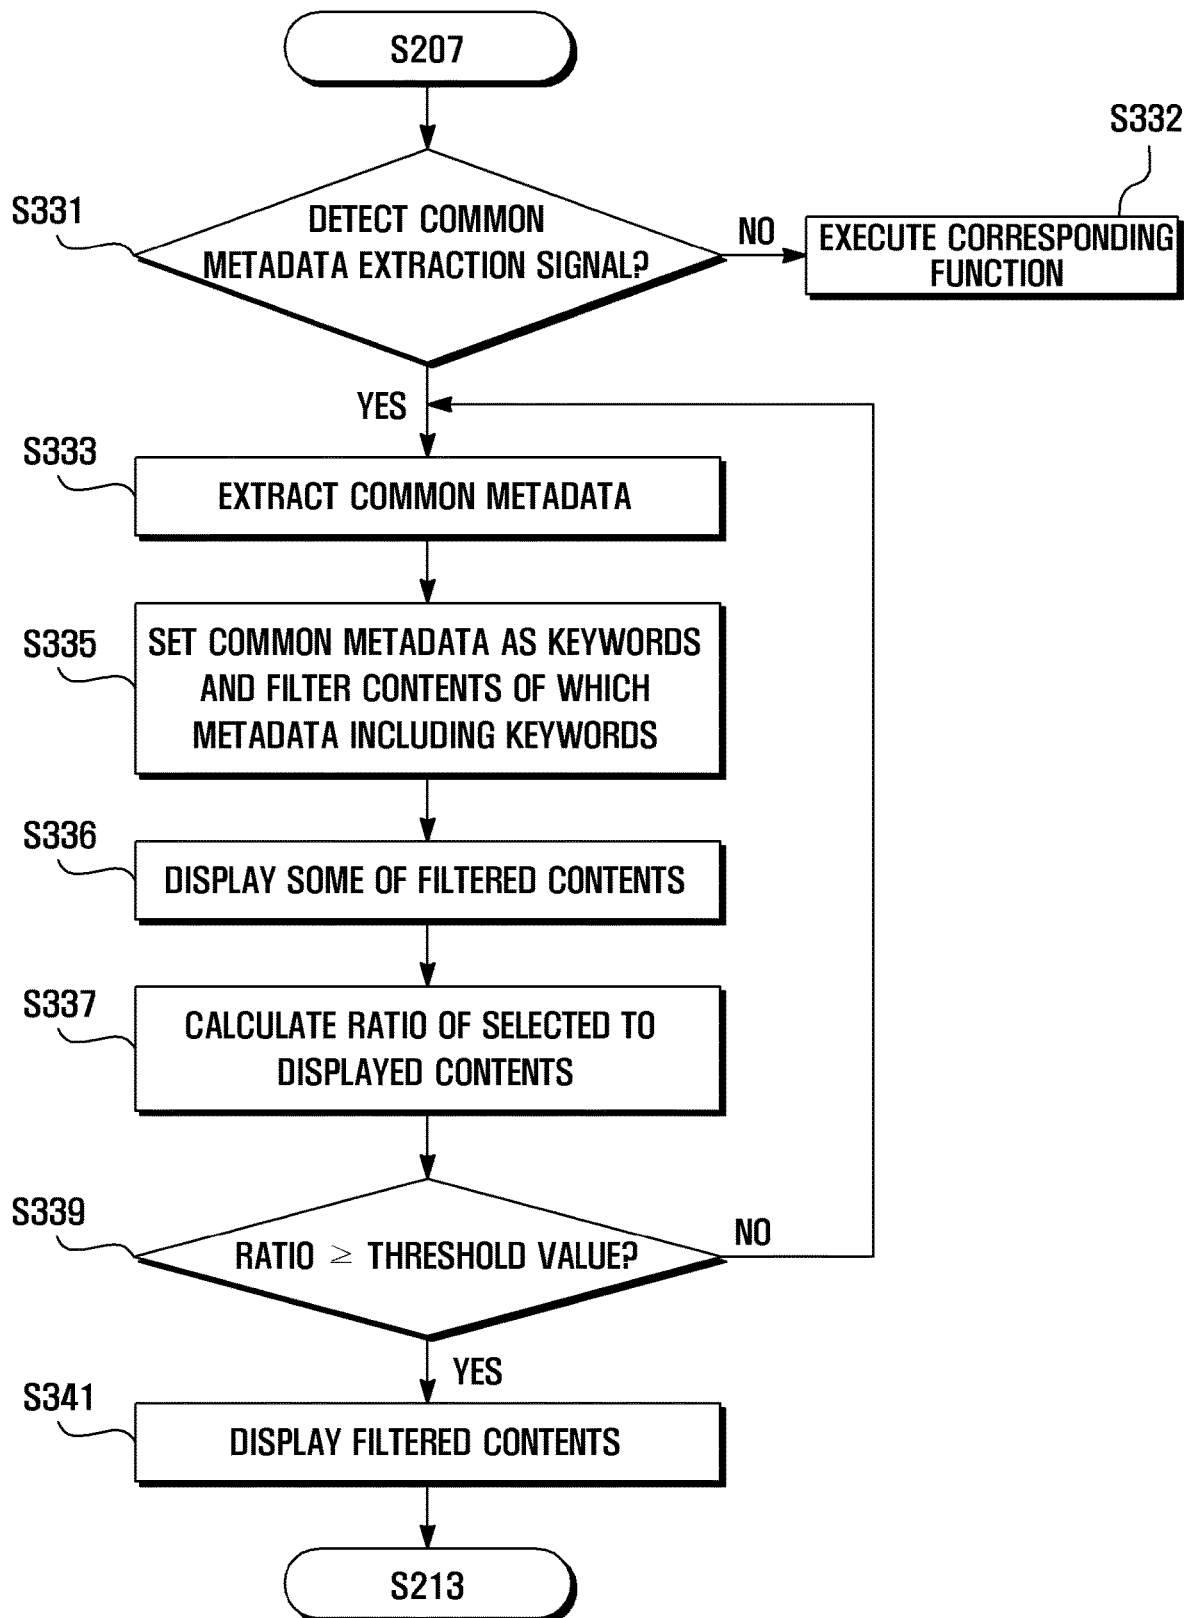 S207
S332
S331
DETECT COMMON
METADATA EXTRACTION SIGNAL?
NO
EXECUTE CORRESPONDING
FUNCTION
YES
S333
EXTRACT COMMON METADATA
S335
SET COMMON METADATA AS KEYWORDS
AND FILTER CONTENTS OF WHICH
METADATA INCLUDING KEYWORDS
S336
DISPLAY SOME OF FILTERED CONTENTS
S337
CALCULATE RATIO OF SELECTED TO
DISPLAYED CONTENTS
S339
RATIO ≥ THRESHOLD VALUE?
NO
YES
S341
DISPLAY FILTERED CONTENTS
S213